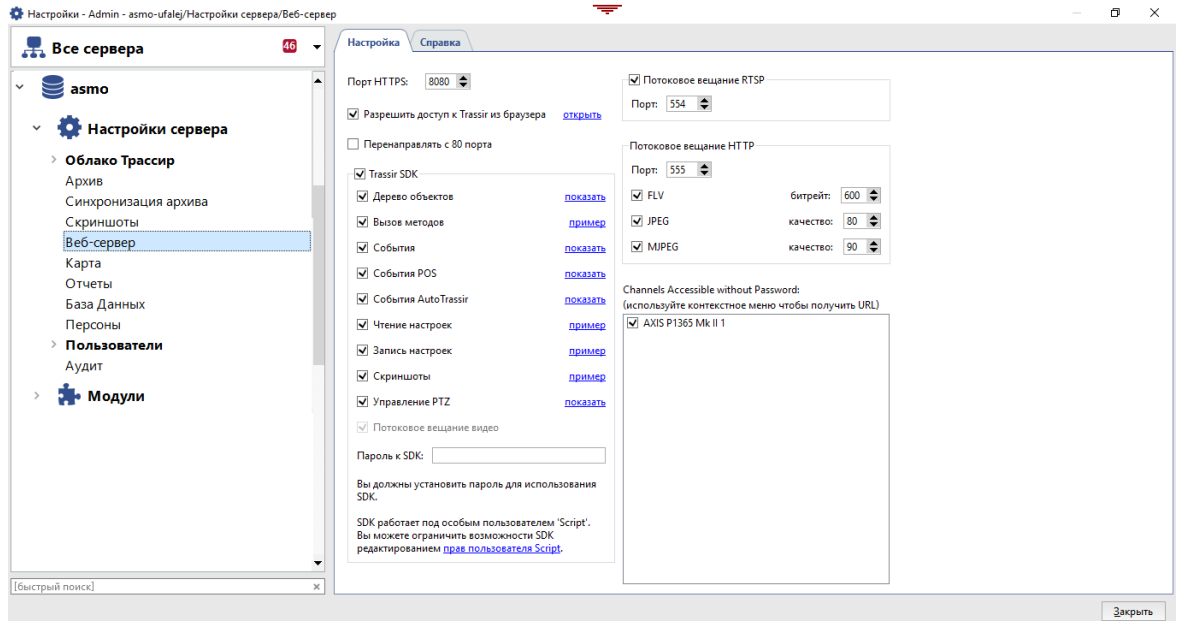 Настройки - Admin - asmo-ufalej/Настройки сервера/Веб-сервер
Все сервера 46
asmo
Настройки сервера
Облако Трассир
Архив
Синхронизация архива
Скриншоты
Веб-сервер
Карта
Отчеты
База Данных
Персоны
Пользователи
Аудит
Модули
[быстрый поиск]
Настройка Справка
Порт HTTPS: 8080
Разрешить доступ к Trassir из браузера открыть
Перенаправлять с 80 порта
Trassir SDK
Дерево объектов показать
Вызов методов пример
События показать
События POS показать
События AutoTrassir показать
Чтение настроек пример
Запись настроек пример
Скриншоты пример
Управление PTZ показать
Потоковое вещание видео
Пароль к SDK:
Вы должны установить пароль для использования
SDK.
SDK работает под особым пользователем 'Script'.
Вы можете ограничить возможности SDK
редактированием прав пользователя Script.
Потоковое вещание RTSP
Порт: 554
Потоковое вещание HTTP
Порт: 555
FLV битрейт: 600
JPEG качество: 80
MJPEG качество: 90
Channels Accessible without Password:
(используйте контекстное меню чтобы получить URL)
AXIS P1365 Mk II 1
Закрыть